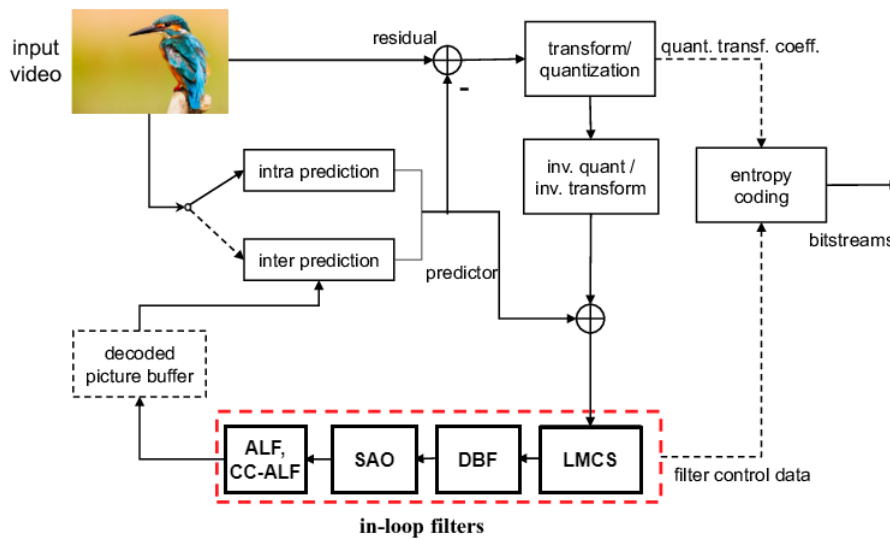 input
video
residual
transform/
quantization
quant. transf. coeff.
-
intra prediction
inv. quant /
inv. transform
entropy
coding
bitstreams
inter prediction
predictor
decoded
picture buffer
ALF,
CC-ALF
SAO
DBF
LMCS
filter control data
in-loop filters